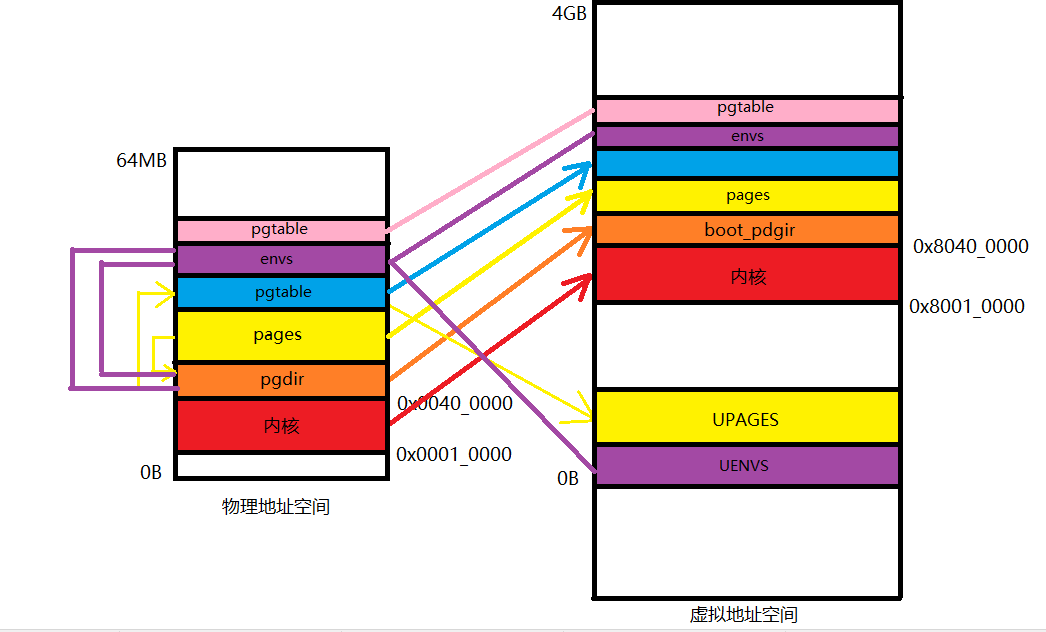 4GB
pgtable
envs
pages
boot_pdgir
0x8040_0000
内核
0x8001_0000
UPAGES
UENVS
0B
虚拟地址空间
64MB
pgtable
envs
pgtable
pages
pgdir
0x0040_0000
内核
0x0001_0000
0B
物理地址空间